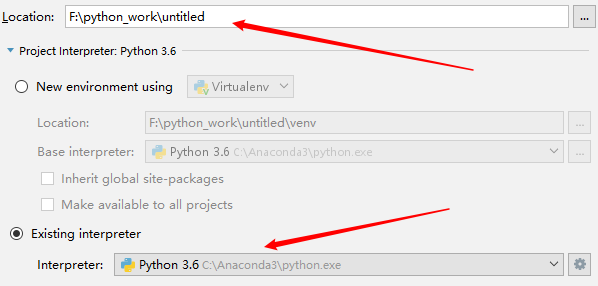 Location: F:\python_work\untitled ...
Project Interpreter: Python 3.6
New environment using Virtualenv
Location: F:\python_work\untitled\venv ...
Base interpreter: Python 3.6 C:\Anaconda3\python.exe ...
Inherit global site-packages
Make available to all projects
Existing interpreter
Interpreter: Python 3.6 C:\Anaconda3\python.exe